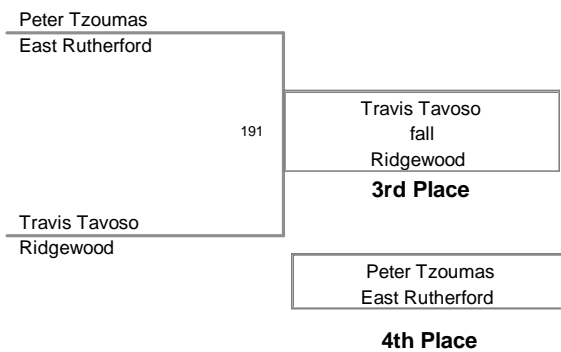 Peter Tzoumas
East Rutherford
191
Travis Tavoso
fall
Ridgewood
3rd Place
Travis Tavoso
Ridgewood
Peter Tzoumas
East Rutherford
4th Place